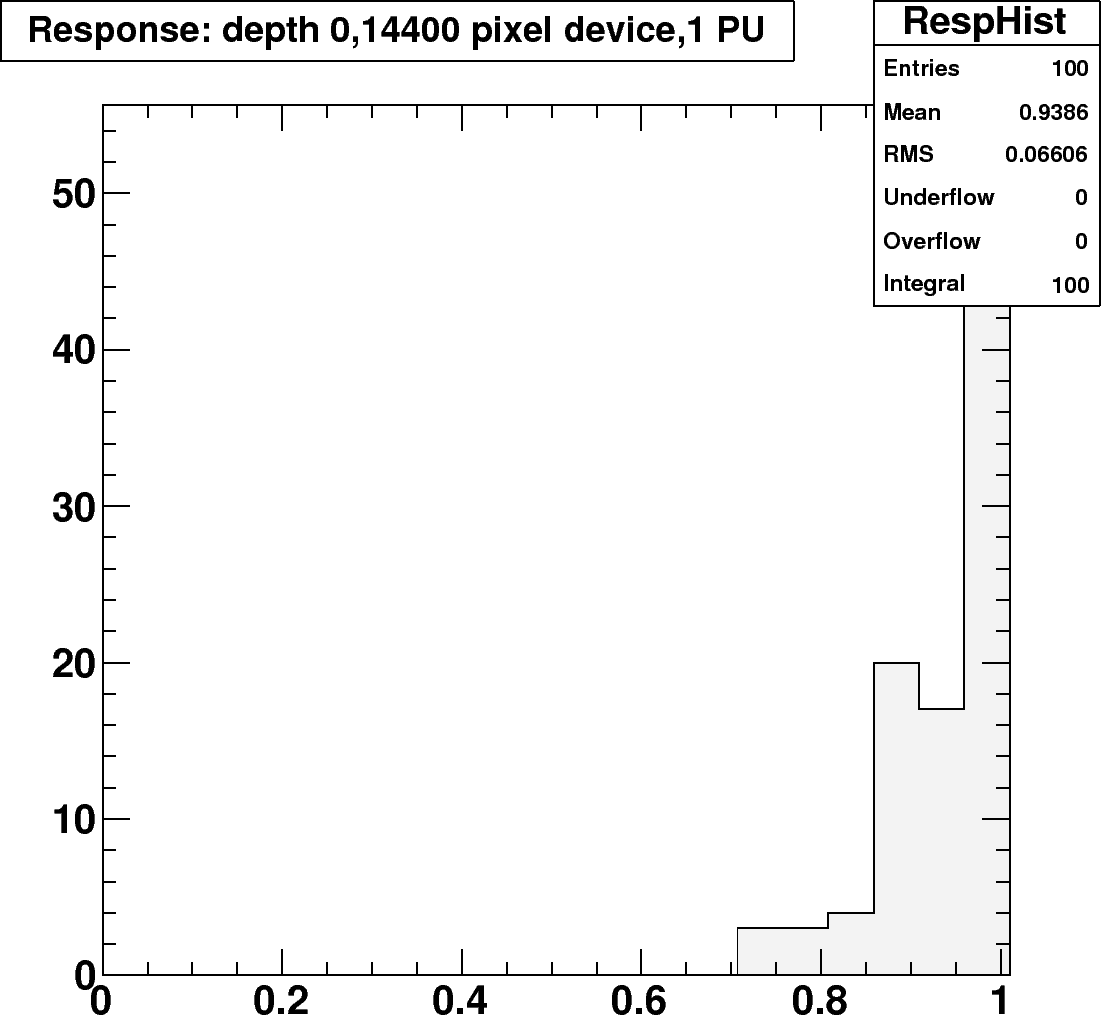 Response: depth 0,14400 pixel device,1 PU
RespHist
Entries 100
Mean 0.9386
RMS 0.06606
Underflow 0
Overflow 0
Integral 100
50
40
30
20
10
0
0 0.2 0.4 0.6 0.8 1